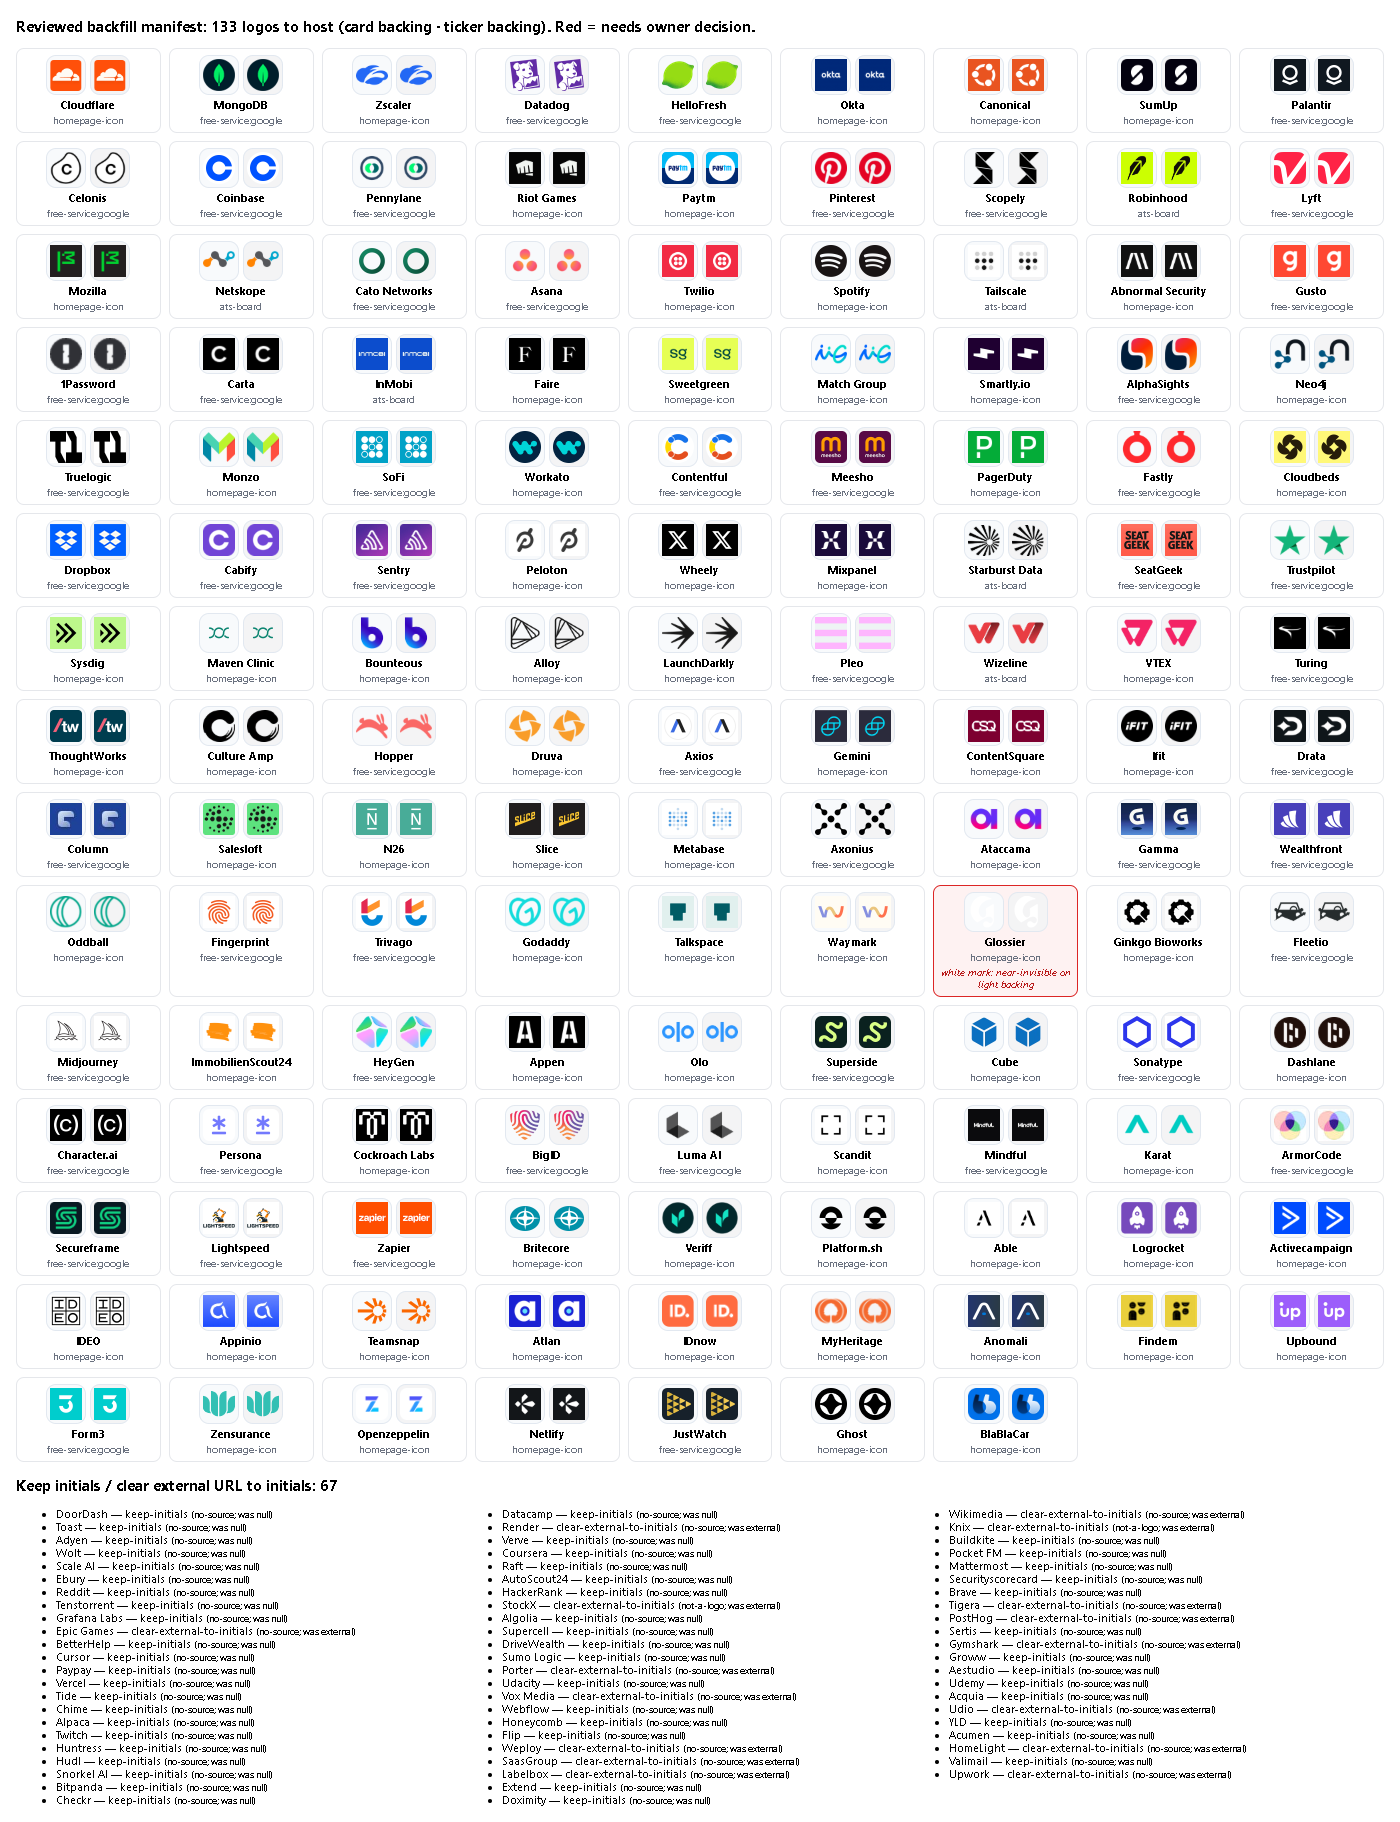 Reviewed backfill manifest: 133 logos to host (card backing · ticker backing). Red = needs owner decision.
okta okta
Cloudflare MongoDB Zscaler Datadog HelloFresh Okta Canonical SumUp Palantir
homepage-icon free-service:google homepage-icon free-service:google free-service:google homepage-icon homepage-icon homepage-icon free-service:google
C C paytm paytm
Celonis Coinbase Pennylane Riot Games Paytm Pinterest Scopely Robinhood Lyft
free-service:google free-service:google free-service:google homepage-icon homepage-icon homepage-icon free-service:google ats-board free-service:google
g g
Mozilla Netskope Cato Networks Asana Twilio Spotify Tailscale Abnormal Security Gusto
homepage-icon ats-board free-service:google free-service:google homepage-icon homepage-icon ats-board homepage-icon homepage-icon
C C INMOBI INMOBI F F sg sg
1Password Carta InMobi Faire Sweetgreen Match Group Smartly.io AlphaSights Neo4j
free-service:google free-service:google ats-board homepage-icon homepage-icon homepage-icon homepage-icon free-service:google homepage-icon
T1 T1 meesho meesho P P
Truelogic Monzo SoFi Workato Contentful Meesho PagerDuty Fastly Cloudbeds
free-service:google homepage-icon free-service:google homepage-icon free-service:google free-service:google free-service:google free-service:google homepage-icon
SEAT GEEK SEAT GEEK
Dropbox Cabify Sentry Peloton Wheely Mixpanel Starburst Data SeatGeek Trustpilot
free-service:google free-service:google free-service:google homepage-icon homepage-icon homepage-icon ats-board free-service:google free-service:google
b b
Sysdig Maven Clinic Bounteous Alloy LaunchDarkly Pleo Wizeline VTEX Turing
homepage-icon homepage-icon homepage-icon homepage-icon homepage-icon free-service:google ats-board homepage-icon homepage-icon
/tw /tw CSQ CSQ iFIT iFIT
ThoughtWorks Culture Amp Hopper Druva Axios Gemini ContentSquare Ifit Drata
homepage-icon homepage-icon free-service:google homepage-icon free-service:google homepage-icon homepage-icon homepage-icon free-service:google
N N SLICE SLICE G G
Column Salesloft N26 Slice Metabase Axonius Ataccama Gamma Wealthfront
free-service:google homepage-icon homepage-icon homepage-icon homepage-icon free-service:google homepage-icon free-service:google homepage-icon
Oddball Fingerprint Trivago Godaddy Talkspace Waymark Glossier Ginkgo Bioworks Fleetio
homepage-icon free-service:google free-service:google homepage-icon homepage-icon homepage-icon homepage-icon homepage-icon free-service:google
white mark: near-invisible on
light backing
A A olo olo
Midjourney ImmobilienScout24 HeyGen Appen Olo Superside Cube Sonatype Dashlane
free-service:google homepage-icon free-service:google homepage-icon homepage-icon free-service:google homepage-icon free-service:google homepage-icon
(c) (c) Mindful. Mindful.
Character.ai Persona Cockroach Labs BigID Luma AI Scandit Mindful Karat ArmorCode
free-service:google free-service:google homepage-icon free-service:google free-service:google homepage-icon free-service:google homepage-icon free-service:google
LIGHTSPEED LIGHTSPEED zapier zapier
Secureframe Lightspeed Zapier Britecore Veriff Platform.sh Able Logrocket Activecampaign
free-service:google free-service:google free-service:google homepage-icon free-service:google homepage-icon homepage-icon homepage-icon homepage-icon
IDEO IDEO a a ID. ID. up up
IDEO Appinio Teamsnap Atlan IDnow MyHeritage Anomali Findem Upbound
homepage-icon homepage-icon homepage-icon homepage-icon homepage-icon homepage-icon homepage-icon homepage-icon homepage-icon
3 3
Form3 Zensurance Openzeppelin Netlify JustWatch Ghost BlaBlaCar
free-service:google homepage-icon homepage-icon homepage-icon free-service:google homepage-icon homepage-icon
Keep initials / clear external URL to initials: 67
DoorDash — keep-initials (no-source; was null)
Toast — keep-initials (no-source; was null)
Adyen — keep-initials (no-source; was null)
Wolt — keep-initials (no-source; was null)
Scale AI — keep-initials (no-source; was null)
Ebury — keep-initials (no-source; was null)
Reddit — keep-initials (no-source; was null)
Tenstorrent — keep-initials (no-source; was null)
Grafana Labs — keep-initials (no-source; was null)
Epic Games — clear-external-to-initials (no-source; was external)
BetterHelp — keep-initials (no-source; was null)
Cursor — keep-initials (no-source; was null)
Paypay — keep-initials (no-source; was null)
Vercel — keep-initials (no-source; was null)
Tide — keep-initials (no-source; was null)
Chime — keep-initials (no-source; was null)
Alpaca — keep-initials (no-source; was null)
Twitch — keep-initials (no-source; was null)
Huntress — keep-initials (no-source; was null)
Hudl — keep-initials (no-source; was null)
Snorkel AI — keep-initials (no-source; was null)
Bitpanda — keep-initials (no-source; was null)
Checkr — keep-initials (no-source; was null)
Datacamp — keep-initials (no-source; was null)
Render — clear-external-to-initials (no-source; was external)
Verve — keep-initials (no-source; was null)
Coursera — keep-initials (no-source; was null)
Raft — keep-initials (no-source; was null)
AutoScout24 — keep-initials (no-source; was null)
HackerRank — keep-initials (no-source; was null)
StockX — clear-external-to-initials (not-a-logo; was external)
Algolia — keep-initials (no-source; was null)
Supercell — keep-initials (no-source; was null)
DriveWealth — keep-initials (no-source; was null)
Sumo Logic — keep-initials (no-source; was null)
Porter — clear-external-to-initials (no-source; was external)
Udacity — keep-initials (no-source; was null)
Vox Media — clear-external-to-initials (no-source; was external)
Webflow — keep-initials (no-source; was null)
Honeycomb — keep-initials (no-source; was null)
Flip — keep-initials (no-source; was null)
Weploy — clear-external-to-initials (no-source; was external)
SaasGroup — clear-external-to-initials (no-source; was external)
Labelbox — clear-external-to-initials (no-source; was external)
Extend — keep-initials (no-source; was null)
Doximity — keep-initials (no-source; was null)
Wikimedia — clear-external-to-initials (no-source; was external)
Knix — clear-external-to-initials (not-a-logo; was external)
Buildkite — keep-initials (no-source; was null)
Pocket FM — keep-initials (no-source; was null)
Mattermost — keep-initials (no-source; was null)
Securityscorecard — keep-initials (no-source; was null)
Brave — keep-initials (no-source; was null)
Tigera — clear-external-to-initials (no-source; was external)
PostHog — clear-external-to-initials (no-source; was external)
Sertis — keep-initials (no-source; was null)
Gymshark — clear-external-to-initials (no-source; was external)
Groww — keep-initials (no-source; was null)
Aestudio — keep-initials (no-source; was null)
Udemy — keep-initials (no-source; was null)
Acquia — keep-initials (no-source; was null)
Udio — clear-external-to-initials (no-source; was external)
YLD — keep-initials (no-source; was null)
Acumen — keep-initials (no-source; was null)
HomeLight — clear-external-to-initials (no-source; was external)
Valimail — keep-initials (no-source; was null)
Upwork — clear-external-to-initials (no-source; was external)